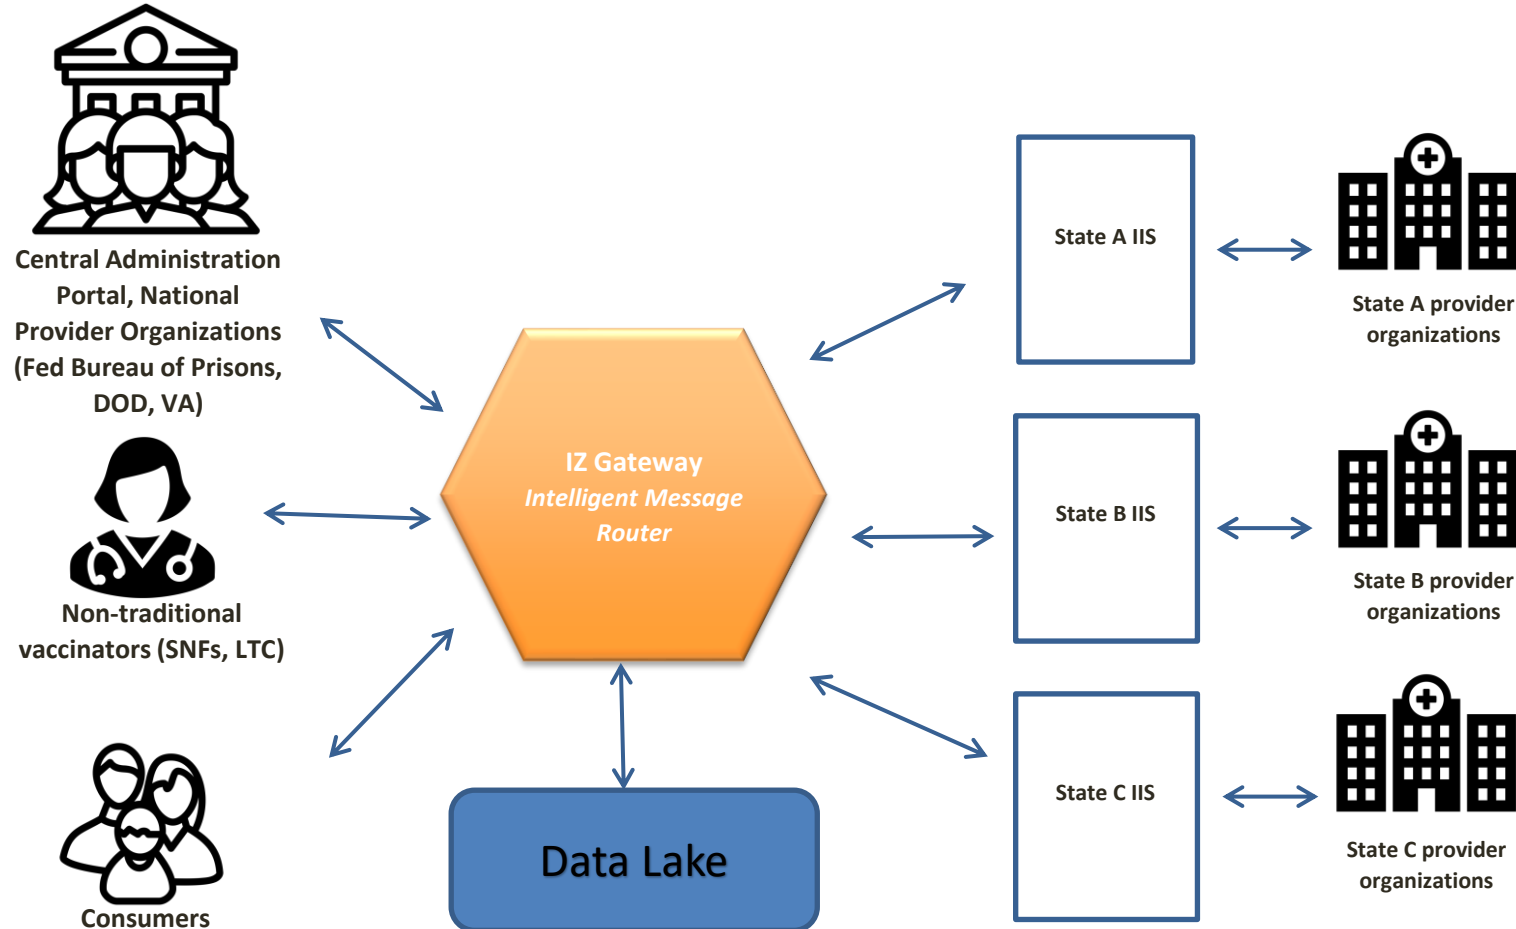 Central Administration
Portal, National
Provider Organizations
(Fed Bureau of Prisons,
DOD, VA)
Non-traditional
vaccinators (SNFs, LTC)
Consumers
IZ Gateway
Intelligent Message
Router
Data Lake
State A IIS
State A provider
organizations
State B IIS
State B provider
organizations
State C IIS
State C provider
organizations